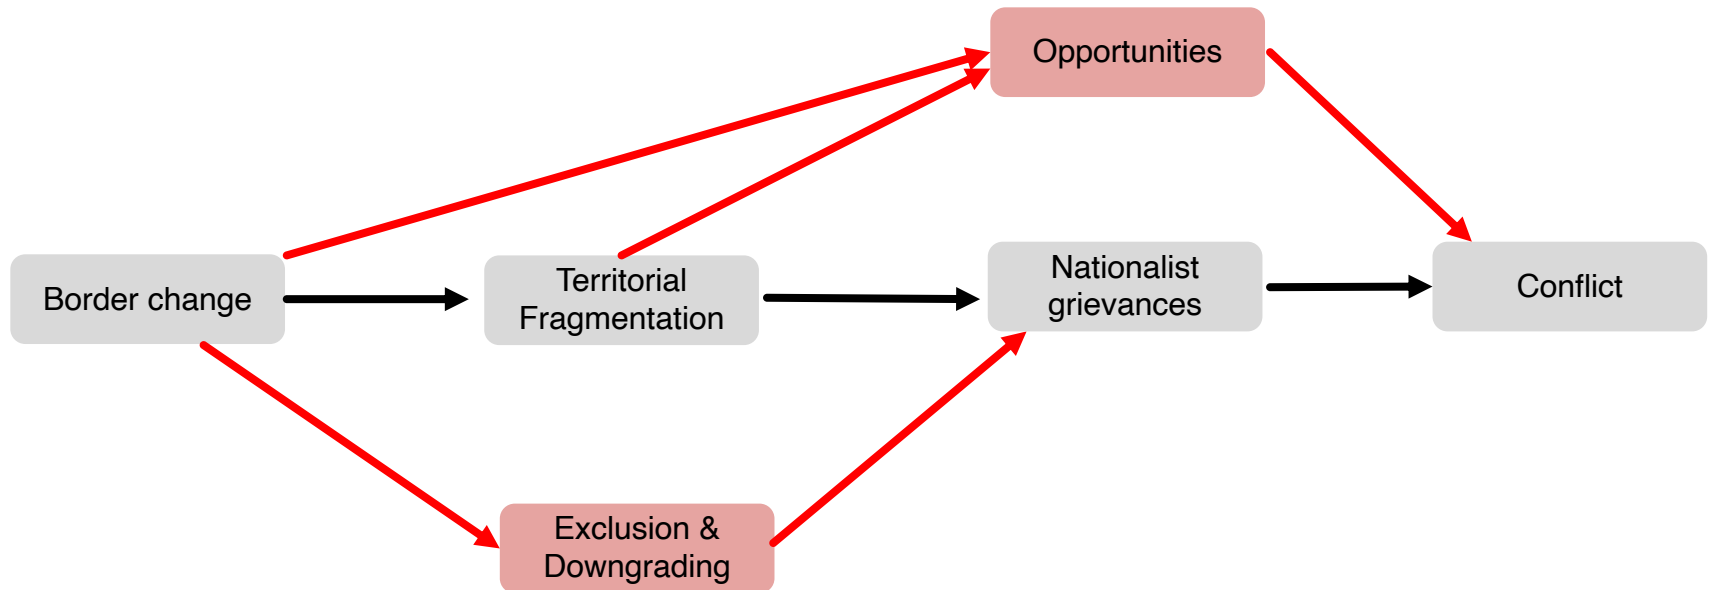 Opportunities
Border change
Territorial
Fragmentation
Nationalist
grievances
Conflict
Exclusion &
Downgrading